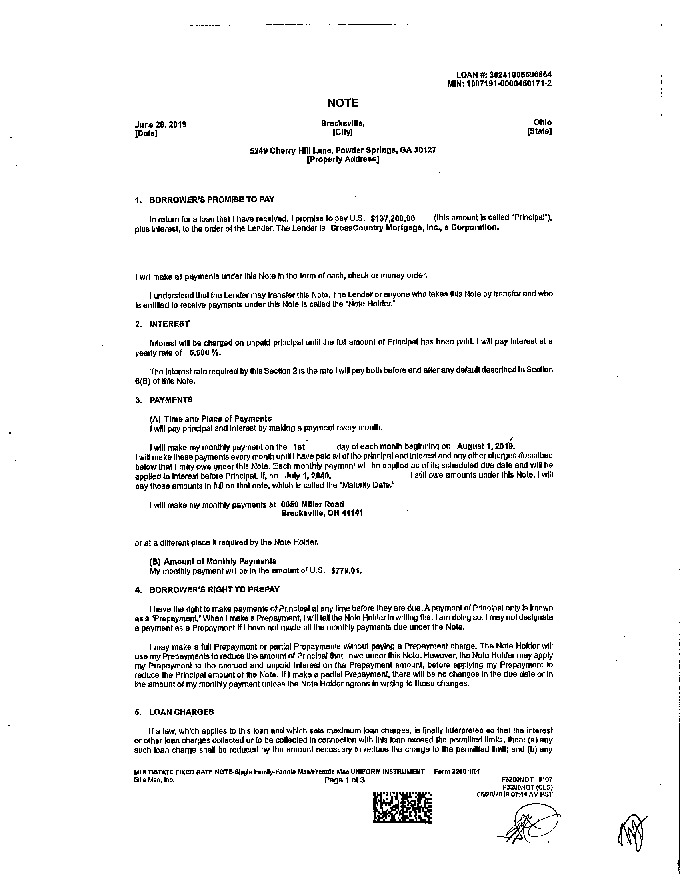 LOAN #:
MIN: 1007191-0000460171-2
NOTE
June 28, 2019 Brecksville, Ohio
[Date] [City] [State]
5249 Cherry Hill Lane, Powder Springs, GA 30127
[Property Address]
1. BORROWER'S PROMISE TO PAY
In return for a loan that I have received, I promise to pay U.S. $137,200.00 (this amount is called "Principal"),
plus interest, to the order of the Lender. The Lender is CrossCountry Mortgage, Inc., a Corporation.
I will make all payments under this Note in the form of cash, check or money order.
I understand that the Lender may transfer this Note. The Lender or anyone who takes this Note by transfer and who
is entitled to receive payments under this Note is called the "Note Holder."
2. INTEREST
Interest will be charged on unpaid principal until the full amount of Principal has been paid. I will pay interest at a
yearly rate of %.
The interest rate required by this Section 2 is the rate I will pay both before and after any default described in Section
6(B) of this Note.
3. PAYMENTS
(A) Time and Place of Payments
I will pay principal and interest by making a payment every month.
I will make my monthly payment on the 1st day of each month beginning on August 1, 2019.
I will make these payments every month until I have paid all of the principal and interest and any other charges described
below that I may owe under this Note. Each monthly payment will be applied as of its scheduled due date and will be
applied to interest before Principal. If, on July 1, I still owe amounts under this Note, I will
pay those amounts in full on that date, which is called the "Maturity Date."
I will make my monthly payments at 6850 Miller Road
Brecksville, OH 44141
or at a different place if required by the Note Holder.
(B) Amount of Monthly Payments
My monthly payment will be in the amount of U.S. $779.01.
4. BORROWER'S RIGHT TO PREPAY
I have the right to make payments of Principal at any time before they are due. A payment of Principal only is known
as a "Prepayment." When I make a Prepayment, I will tell the Note Holder in writing that I am doing so. I may not designate
a payment as a Prepayment if I have not made all the monthly payments due under the Note.
I may make a full Prepayment or partial Prepayments without paying a Prepayment charge. The Note Holder will
use my Prepayments to reduce the amount of Principal that I owe under this Note. However, the Note Holder may apply
my Prepayment to the accrued and unpaid interest on the Prepayment amount, before applying my Prepayment to
reduce the Principal amount of the Note. If I make a partial Prepayment, there will be no changes in the due date or in
the amount of my monthly payment unless the Note Holder agrees in writing to those changes.
5. LOAN CHARGES
If a law, which applies to this loan and which sets maximum loan charges, is finally interpreted so that the interest
or other loan charges collected or to be collected in connection with this loan exceed the permitted limits, then: (a) any
such loan charge shall be reduced by the amount necessary to reduce the charge to the permitted limit; and (b) any
MULTISTATE FIXED RATE NOTE-Single Family-Fannie Mae/Freddie Mac UNIFORM INSTRUMENT Form 3200 1/01
Ellie Mae, Inc. Page 1 of 3 F3200NOT
F3200NOT (CLS)
AM PST